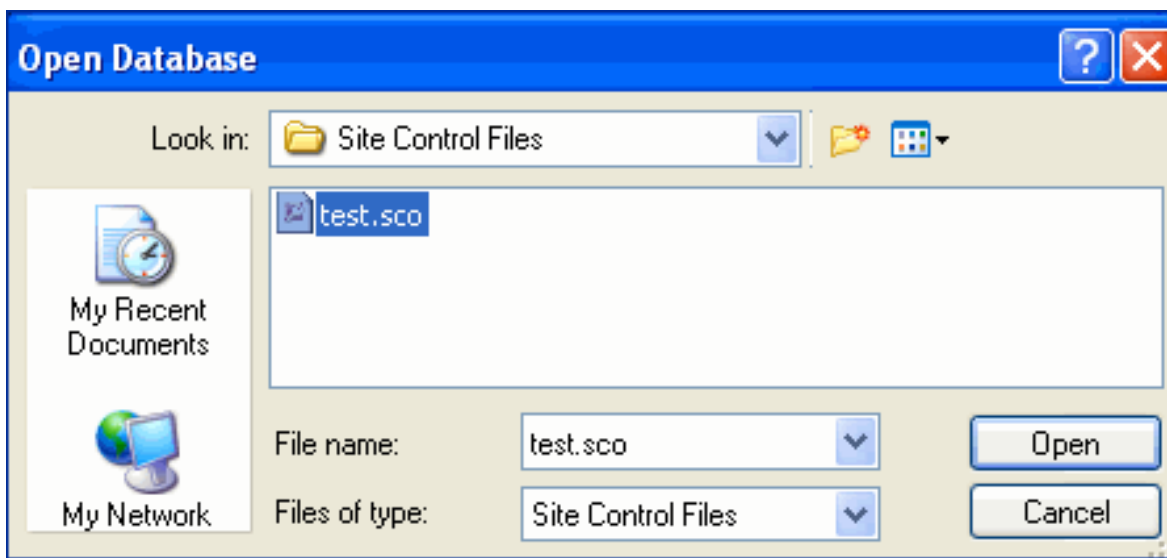 Open Database
?
Look in:
Site Control Files
test.sco
My Recent
Documents
My Network
File name:
test.sco
Open
Files of type:
Site Control Files
Cancel